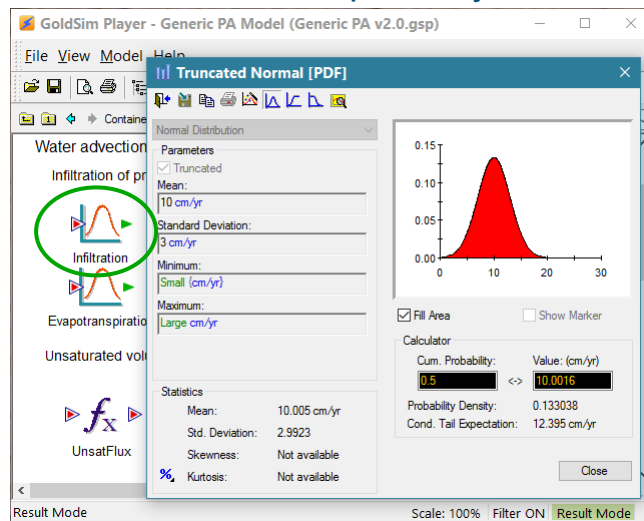 GoldSim Player - Generic PA Model (Generic PA v2.0.gsp)
File View Model Help
Containe
Water advection
Infiltration of pr
Infiltration
Evapotranspiratio
Unsaturated volu
fx
UnsatFlux
Truncated Normal [PDF]
Normal Distribution
Parameters
Truncated
Mean:
10 cm/yr
Standard Deviation:
3 cm/yr
Minimum:
Small {cm/yr}
Maximum:
Large cm/yr
Statistics
Mean: 10.005 cm/yr
Std. Deviation: 2.9923
Skewness: Not available
Kurtosis: Not available
0.15
0.10
0.05
0.00
0 10 20 30
Fill Area Show Marker
Calculator
Cum. Probability: Value: (cm/yr)
0.5 <-> 10.0016
Probability Density: 0.133038
Cond. Tail Expectation: 12.395 cm/yr
Close
Result Mode Scale: 100% Filter ON Result Mode